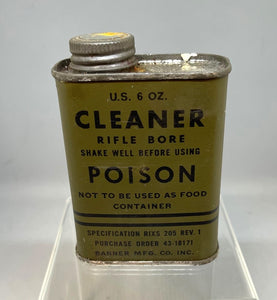 U.S. 6 OZ.
CLEANER
RIFLE BORE
SHAKE WELL BEFORE USING
POISON
NOT TO BE USED AS FOOD
CONTAINER
SPECIFICATION RIXS 205 REV. 1
PURCHASE ORDER 43-18171
BANNER MFG. CO. INC.